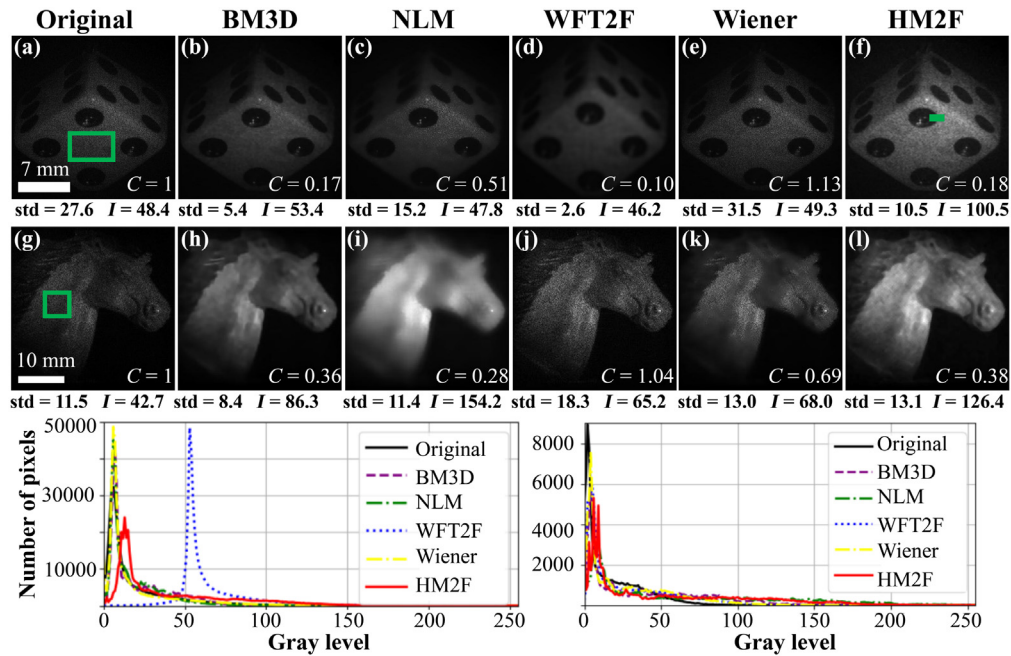 Original BM3D NLM WFT2F Wiener HM2F
(a) (b) (c) (d) (e) (f)
7 mm
C = 1 C = 0.17 C = 0.51 C = 0.10 C = 1.13 C = 0.18
std = 27.6 I = 48.4 std = 5.4 I = 53.4 std = 15.2 I = 47.8 std = 2.6 I = 46.2 std = 31.5 I = 49.3 std = 10.5 I = 100.5
(g) (h) (i) (j) (k) (l)
10 mm
C = 1 C = 0.36 C = 0.28 C = 1.04 C = 0.69 C = 0.38
std = 11.5 I = 42.7 std = 8.4 I = 86.3 std = 11.4 I = 154.2 std = 18.3 I = 65.2 std = 13.0 I = 68.0 std = 13.1 I = 126.4
Number of pixels
50000
30000
10000
Original
BM3D
NLM
WFT2F
Wiener
HM2F
0 50 100 150 200 250
Gray level
8000
6000
4000
2000
Original
BM3D
NLM
WFT2F
Wiener
HM2F
0 50 100 150 200 250
Gray level